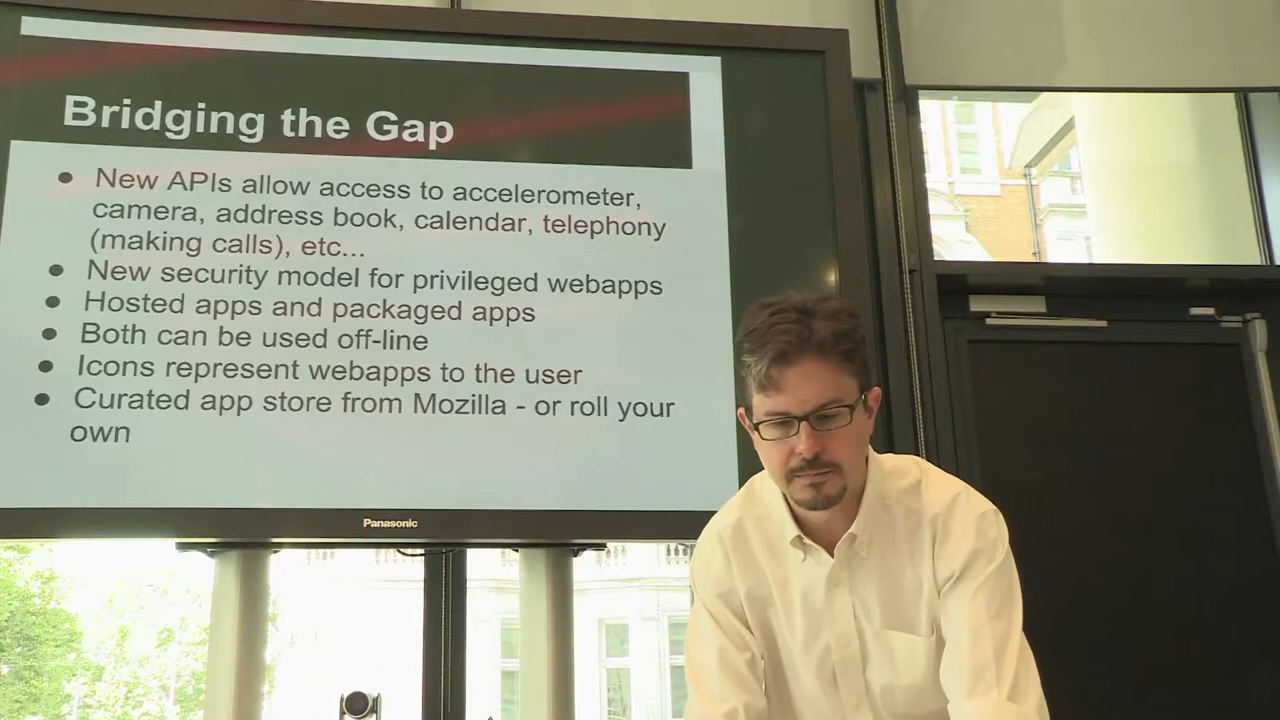 Bridging the Gap
● New APIs allow access to accelerometer,
camera, address book, calendar, telephony
(making calls), etc...
● New security model for privileged webapps
● Hosted apps and packaged apps
● Both can be used off-line
● Icons represent webapps to the user
● Curated app store from Mozilla - or roll your
own
Panasonic